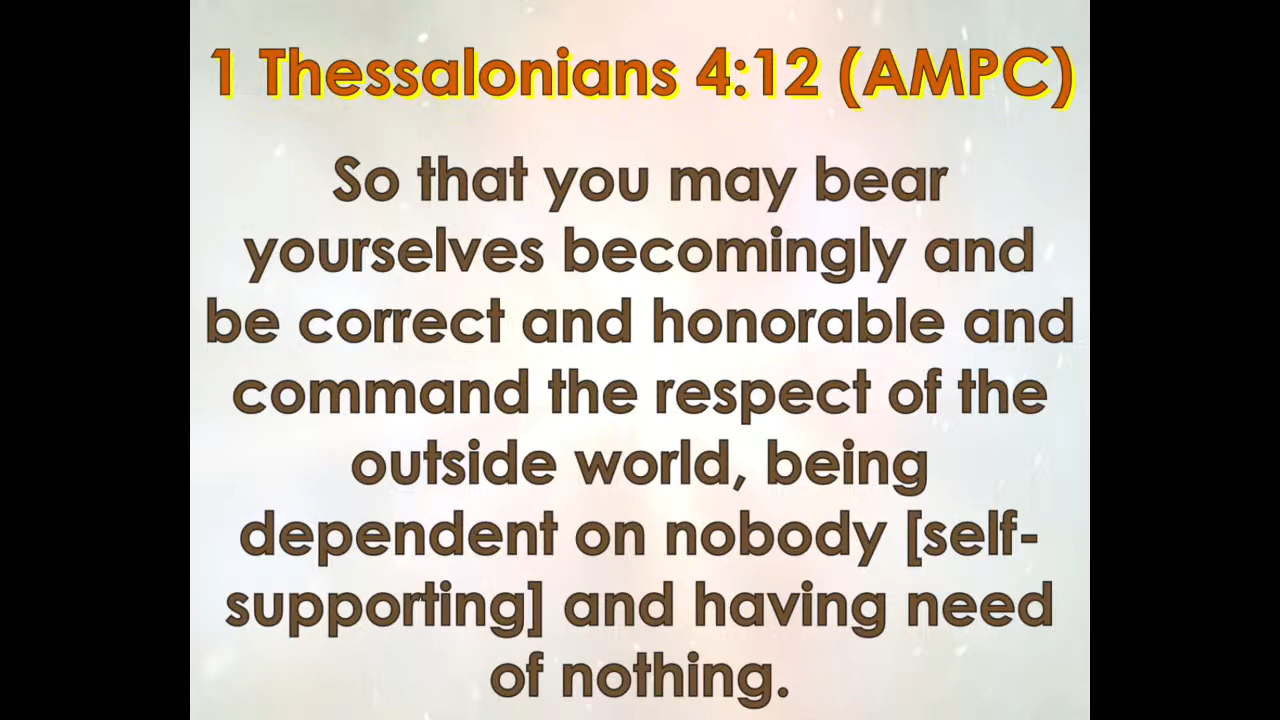 1 Thessalonians 4:12 (AMPC)
So that you may bear
yourselves becomingly and
be correct and honorable and
command the respect of the
outside world, being
dependent on nobody [self-
supporting] and having need
of nothing.